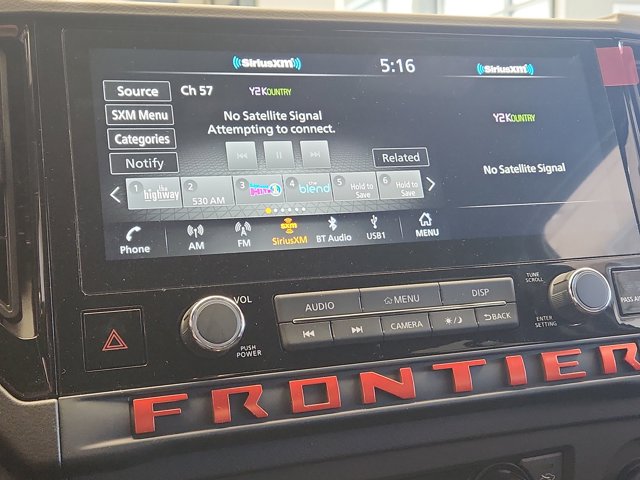 SiriusXM 5:16 SiriusXM
Source Ch 57 Y2KOUNTRY
SXM Menu No Satellite Signal Y2KOUNTRY
Categories Attempting to connect.
Notify Related No Satellite Signal
1 the highway 2 530 AM 3 4 the blend 5 Hold to Save 6 Hold to Save
Phone AM FM SXM SiriusXM BT Audio USB1 MENU
VOL AUDIO MENU DISP TUNE SCROLL
PUSH POWER CAMERA BACK ENTER SETTING PASS
FRONTIER